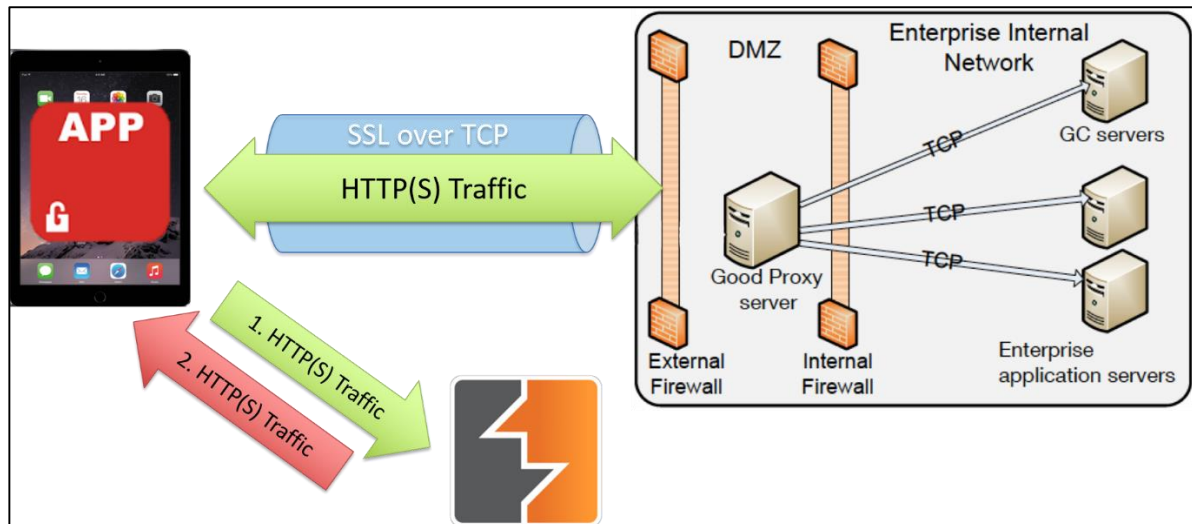 APP
SSL over TCP
HTTP(S) Traffic
1. HTTP(S) Traffic
2. HTTP(S) Traffic
DMZ
Enterprise Internal
Network
TCP
GC servers
TCP
TCP
Good Proxy
server
External
Firewall
Internal
Firewall
Enterprise
application servers